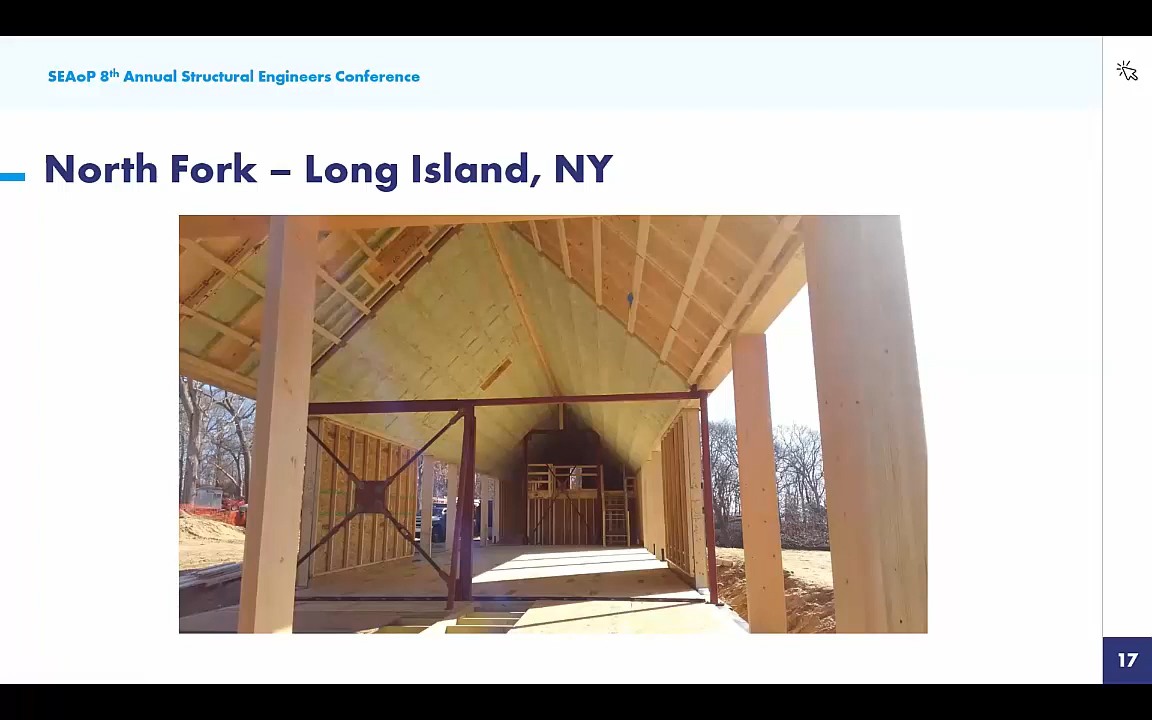 SEAoP 8th Annual Structural Engineers Conference
North Fork – Long Island, NY
17